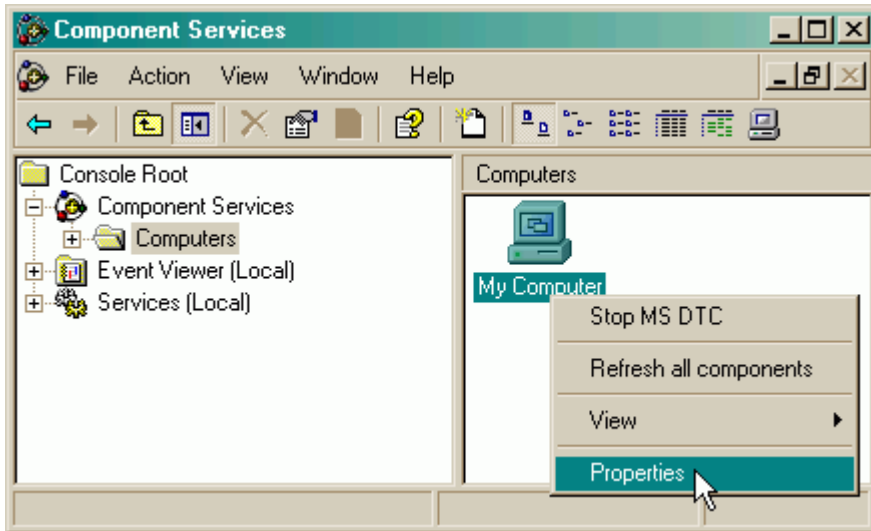 Component Services
File Action View Window Help
Console Root
Component Services
Computers
Event Viewer (Local)
Services (Local)
Computers
My Computer
Stop MS DTC
Refresh all components
View
Properties